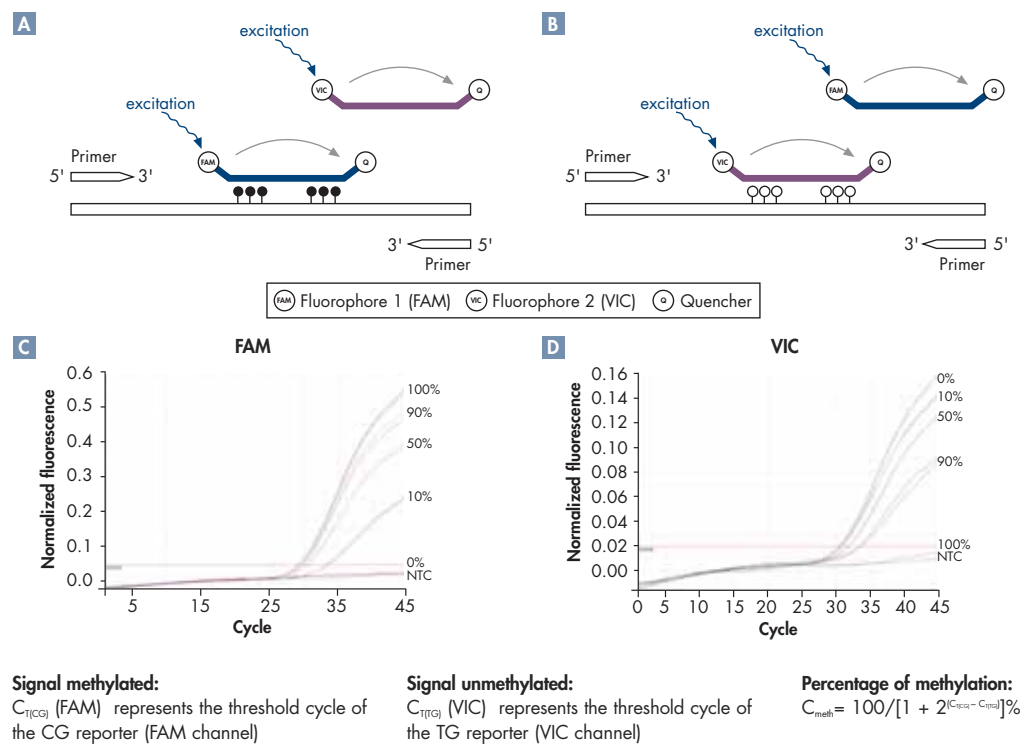 A
B
excitation
excitation
VIC
Q
FAM
Q
excitation
excitation
Primer
FAM
Q
Primer
VIC
Q
5' 3'
5' 3'
3' 5'
3' 5'
Primer
Primer
FAM Fluorophore 1 (FAM) VIC Fluorophore 2 (VIC) Q Quencher
C
FAM
Normalized fluorescence
0.6
0.5
0.4
0.3
0.2
0.1
0.0
100%
90%
50%
10%
0%
NTC
5 15 25 35 45
Cycle
D
VIC
Normalized fluorescence
0.16
0.14
0.12
0.10
0.08
0.06
0.04
0.02
0.00
0%
10%
50%
90%
100%
NTC
0 5 10 15 20 25 30 35 40 45
Cycle
Signal methylated:
CT(CG) (FAM) represents the threshold cycle of
the CG reporter (FAM channel)
Signal unmethylated:
CT(TG) (VIC) represents the threshold cycle of
the TG reporter (VIC channel)
Percentage of methylation:
Cmeth= 100/[1 + 2(CT(CG) – CT(TG))]%